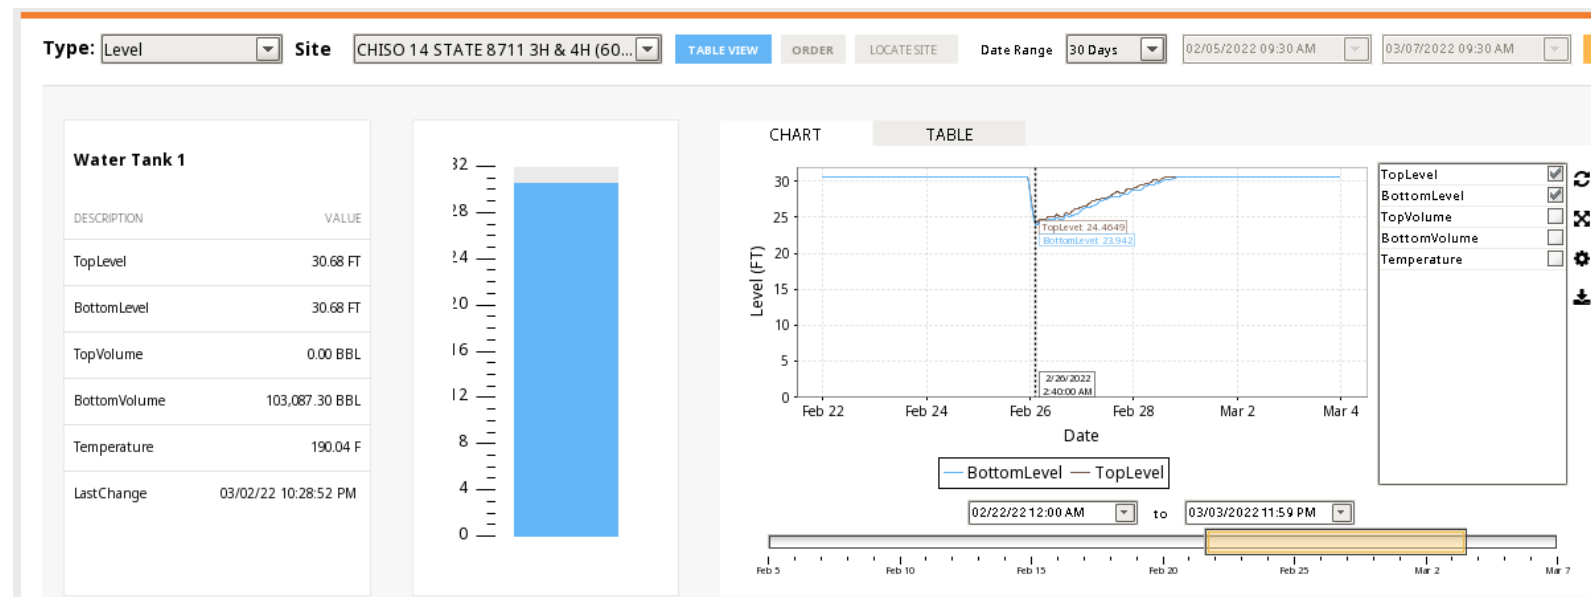 Type: Level Site CHISO 14 STATE 8711 3H & 4H (60... TABLE VIEW ORDER LOCATE SITE Date Range 30 Days 02/05/2022 09:30 AM 03/07/2022 09:30 AM
Water Tank 1
DESCRIPTION VALUE
TopLevel 30.68 FT
BottomLevel 30.68 FT
TopVolume 0.00 BBL
BottomVolume 103,087.30 BBL
Temperature 190.04 F
LastChange 03/02/22 10:28:52 PM
32
28
24
20
16
12
8
4
0
CHART TABLE
Level (FT)
30
25
20
15
10
5
0
TopLevel: 24.4649
BottomLevel: 23.942
2/26/2022
2:40:00 AM
Feb 22 Feb 24 Feb 26 Feb 28 Mar 2 Mar 4
Date
BottomLevel TopLevel
TopLevel
BottomLevel
TopVolume
BottomVolume
Temperature
02/22/22 12:00 AM to 03/03/2022 11:59 PM
Feb 5 Feb 10 Feb 15 Feb 20 Feb 25 Mar 2 Mar 7